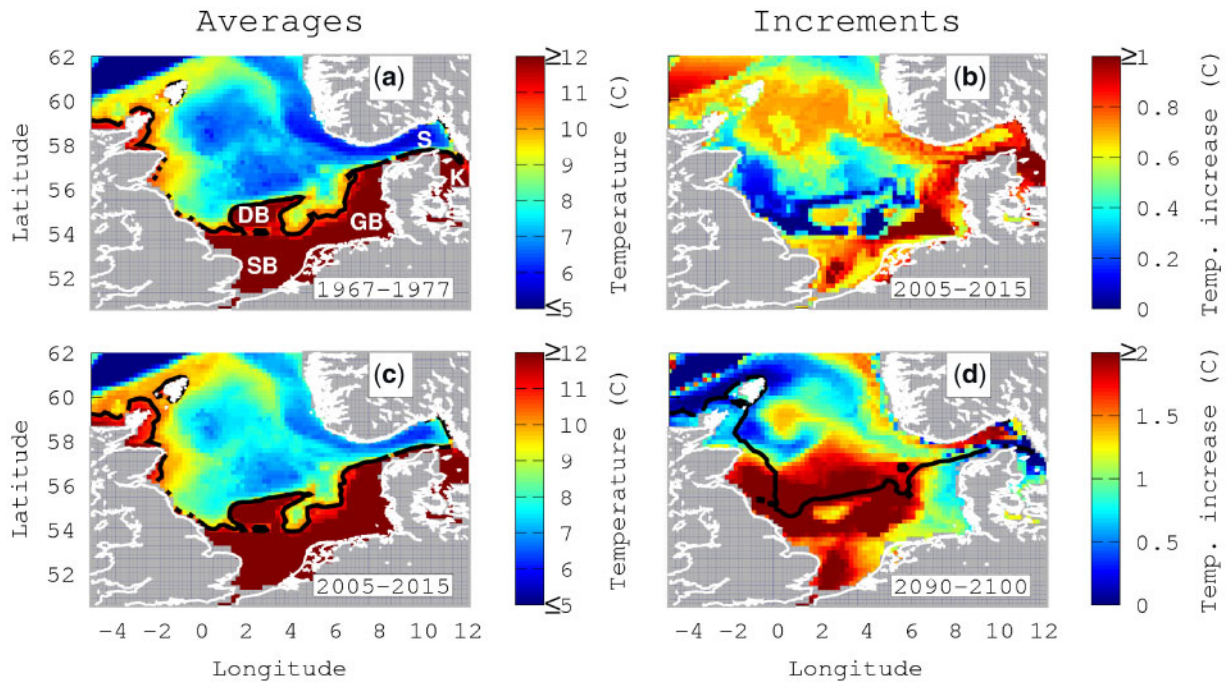 Averages
Increments
62
60
58
56
54
52
Latitude
(a)
S
K
DB
GB
SB
1967-1977
≥12
11
10
9
8
7
6
≤5
Temperature (C)
(b)
2005-2015
≥1
0.8
0.6
0.4
0.2
0
Temp. increase (C)
62
60
58
56
54
52
Latitude
(c)
2005-2015
-4 -2 0 2 4 6 8 10 12
Longitude
≥12
11
10
9
8
7
6
≤5
Temperature (C)
(d)
2090-2100
-4 -2 0 2 4 6 8 10 12
Longitude
≥2
1.5
1
0.5
0
Temp. increase (C)